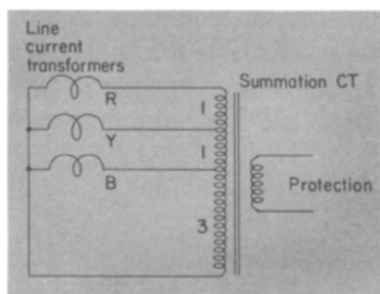 Line
current
transformers
R
Summation CT
1
Y
1
B
Protection
3